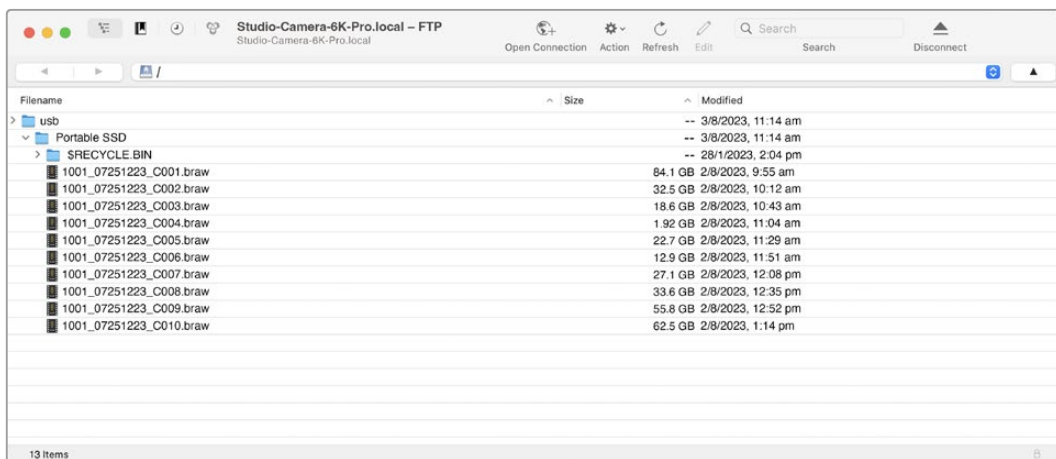 Studio-Camera-6K-Pro.local – FTP
Studio-Camera-6K-Pro.local
Open Connection Action Refresh Edit Search Search Disconnect
/
Filename Size Modified
usb -- 3/8/2023, 11:14 am
Portable SSD -- 3/8/2023, 11:14 am
$RECYCLE.BIN -- 28/1/2023, 2:04 pm
1001_07251223_C001.braw 84.1 GB 2/8/2023, 9:55 am
1001_07251223_C002.braw 32.5 GB 2/8/2023, 10:12 am
1001_07251223_C003.braw 18.6 GB 2/8/2023, 10:43 am
1001_07251223_C004.braw 1.92 GB 2/8/2023, 11:04 am
1001_07251223_C005.braw 22.7 GB 2/8/2023, 11:29 am
1001_07251223_C006.braw 12.9 GB 2/8/2023, 11:51 am
1001_07251223_C007.braw 27.1 GB 2/8/2023, 12:08 pm
1001_07251223_C008.braw 33.6 GB 2/8/2023, 12:35 pm
1001_07251223_C009.braw 55.8 GB 2/8/2023, 12:52 pm
1001_07251223_C010.braw 62.5 GB 2/8/2023, 1:14 pm
13 Items